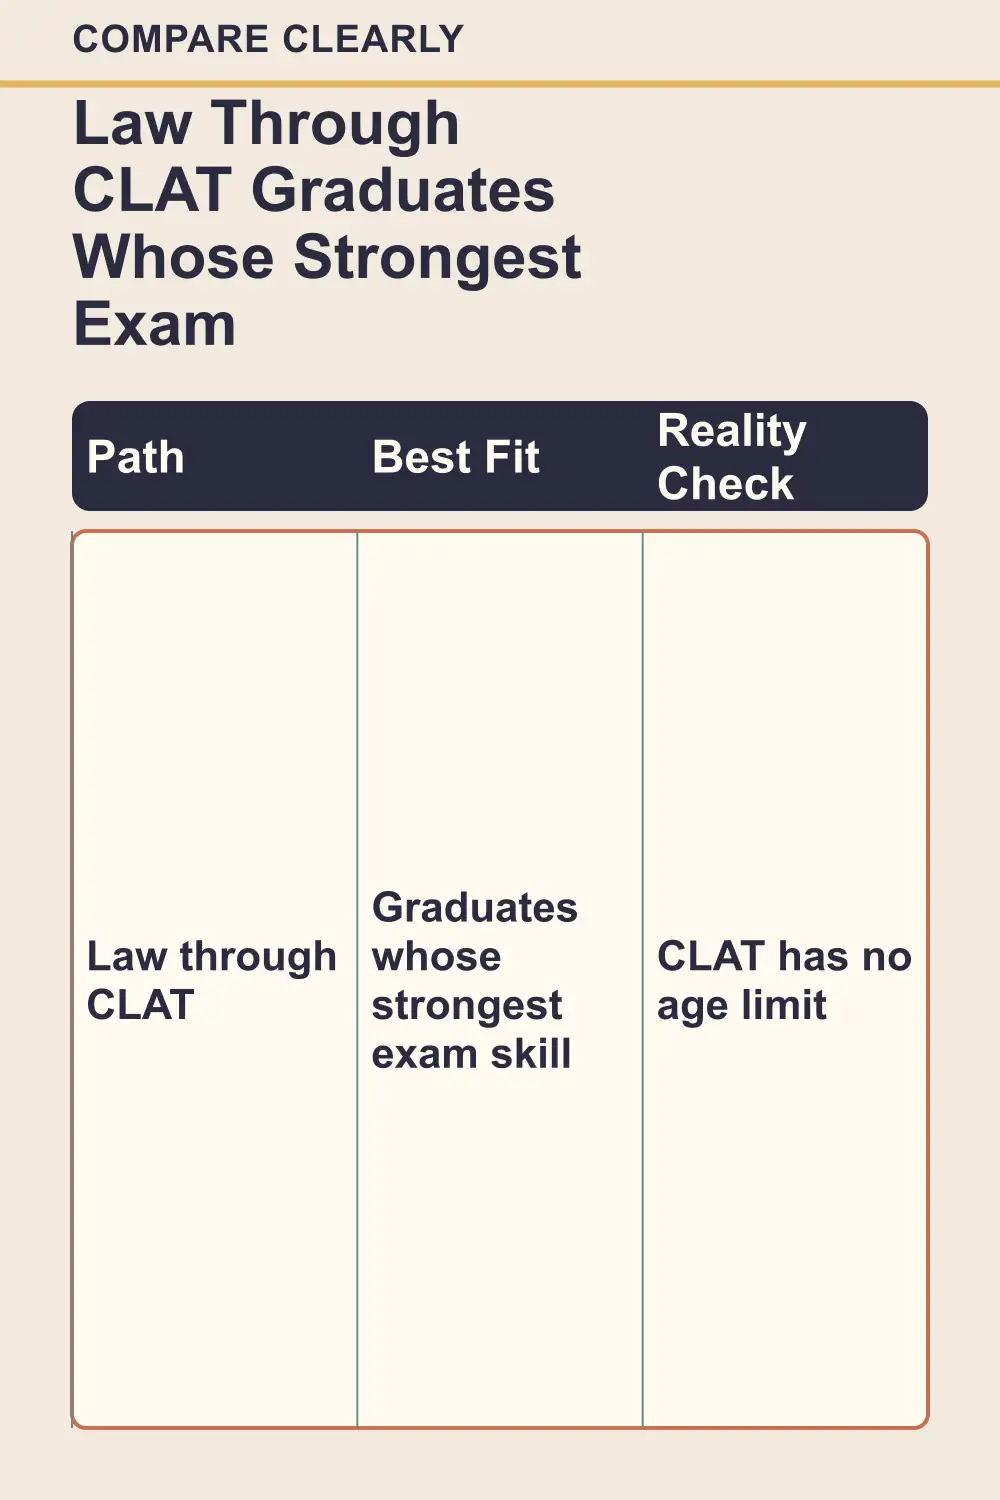 COMPARE CLEARLY
Law Through
CLAT Graduates
Whose Strongest
Exam
Path
Best Fit
Reality
Check
Law through
CLAT
Graduates
whose
strongest
exam skill
CLAT has no
age limit